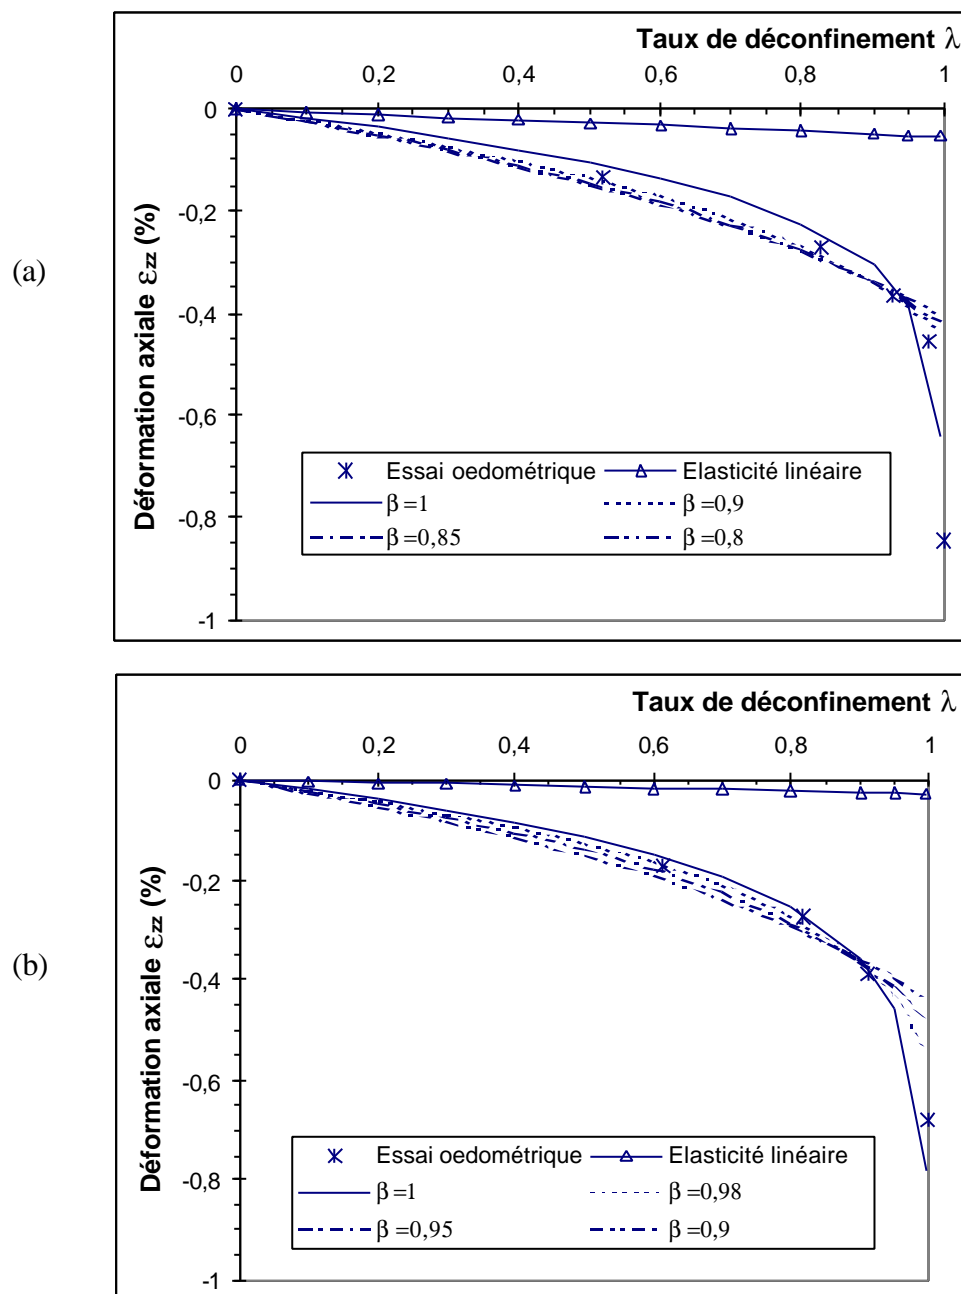 Taux de déconfinement λ
0 0,2 0,4 0,6 0,8 1
0
-0,2
-0,4
-0,6
-0,8
-1
Déformation axiale εzz (%)
(a)
Essai oedométrique Elasticité linéaire
β=1 β=0,9
β=0,85 β=0,8
Taux de déconfinement λ
0 0,2 0,4 0,6 0,8 1
0
-0,2
-0,4
-0,6
-0,8
-1
Déformation axiale εzz (%)
(b)
Essai oedométrique Elasticité linéaire
β=1 β=0,98
β=0,95 β=0,9